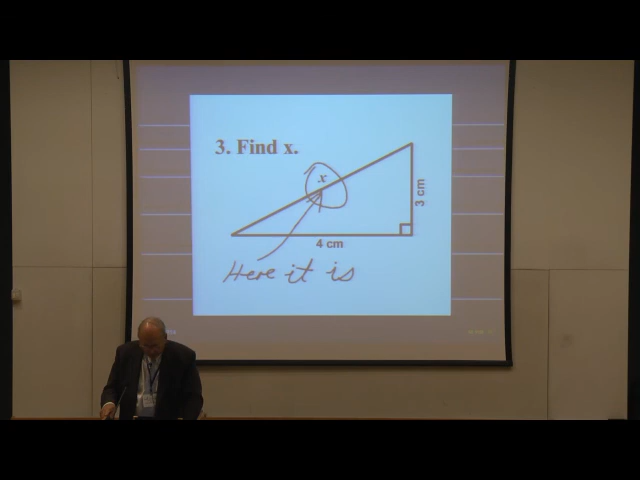 3. Find x.
x
3 cm
4 cm
Here it is